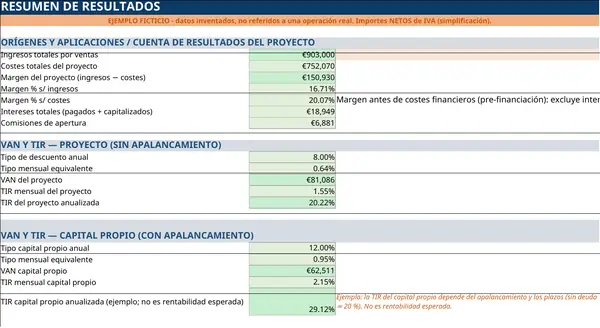 RESUMEN DE RESULTADOS
EJEMPLO FICTICIO - datos inventados, no referidos a una operación real. Importes NETOS de IVA (simplificación).
ORÍGENES Y APLICACIONES / CUENTA DE RESULTADOS DEL PROYECTO
Ingresos totales por ventas €903,000
Costes totales del proyecto €752,070
Margen del proyecto (ingresos − costes) €150,930
Margen % s/ ingresos 16.71%
Margen % s/ costes 20.07% Margen antes de costes financieros (pre-financiación): excluye inter
Intereses totales (pagados + capitalizados) €18,949
Comisiones de apertura €6,881
VAN Y TIR — PROYECTO (SIN APALANCAMIENTO)
Tipo de descuento anual 8.00%
Tipo mensual equivalente 0.64%
VAN del proyecto €81,086
TIR mensual del proyecto 1.55%
TIR del proyecto anualizada 20.22%
VAN Y TIR — CAPITAL PROPIO (CON APALANCAMIENTO)
Tipo capital propio anual 12.00%
Tipo mensual equivalente 0.95%
VAN capital propio €62,511
TIR mensual capital propio 2.15%
TIR capital propio anualizada (ejemplo; no es rentabilidad esperada) 29.12% Ejemplo: la TIR del capital propio depende del apalancamiento y los plazos (sin deuda
≈ 20 %). No es rentabilidad esperada.